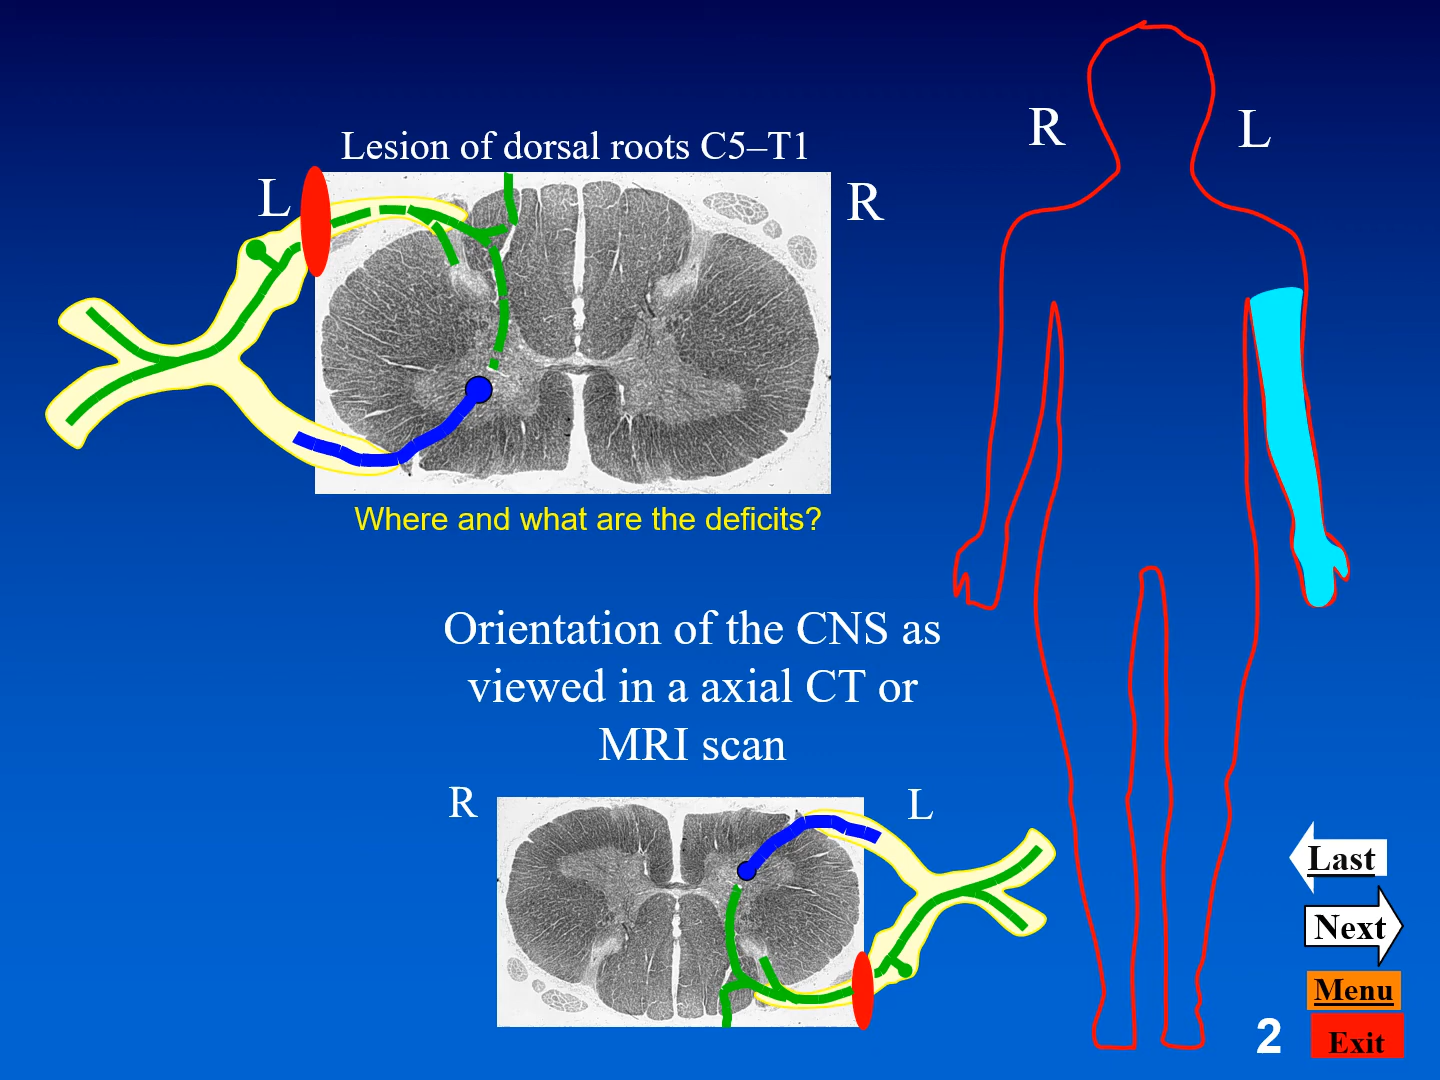 Lesion of dorsal roots C5–T1
L
R
R
L
Where and what are the deficits?
Orientation of the CNS as
viewed in a axial CT or
MRI scan
R
L
Last
Next
Menu
Exit
2